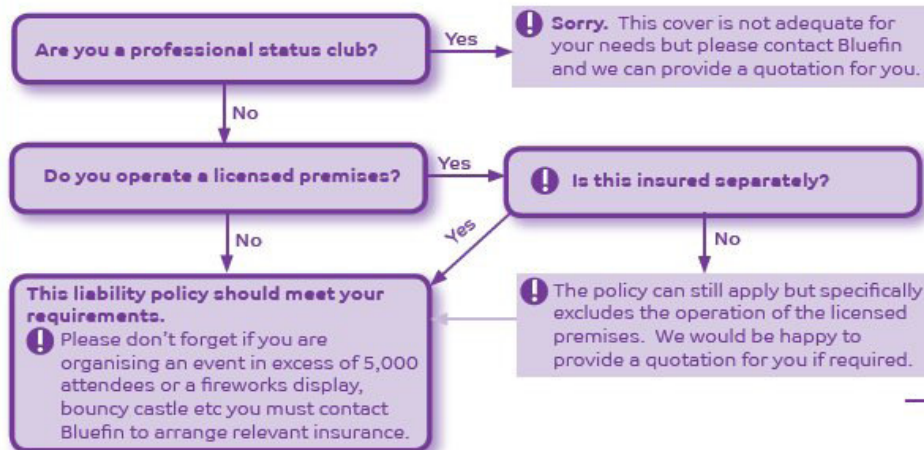 Are you a professional status club?
Yes
Sorry. This cover is not adequate for
your needs but please contact Bluefin
and we can provide a quotation for you.
No
Do you operate a licensed premises?
Yes
Is this insured separately?
No
Yes
No
This liability policy should meet your
requirements.
Please don't forget if you are
organising an event in excess of 5,000
attendees or a fireworks display,
bouncy castle etc you must contact
Bluefin to arrange relevant insurance.
The policy can still apply but specifically
excludes the operation of the licensed
premises. We would be happy to
provide a quotation for you if required.